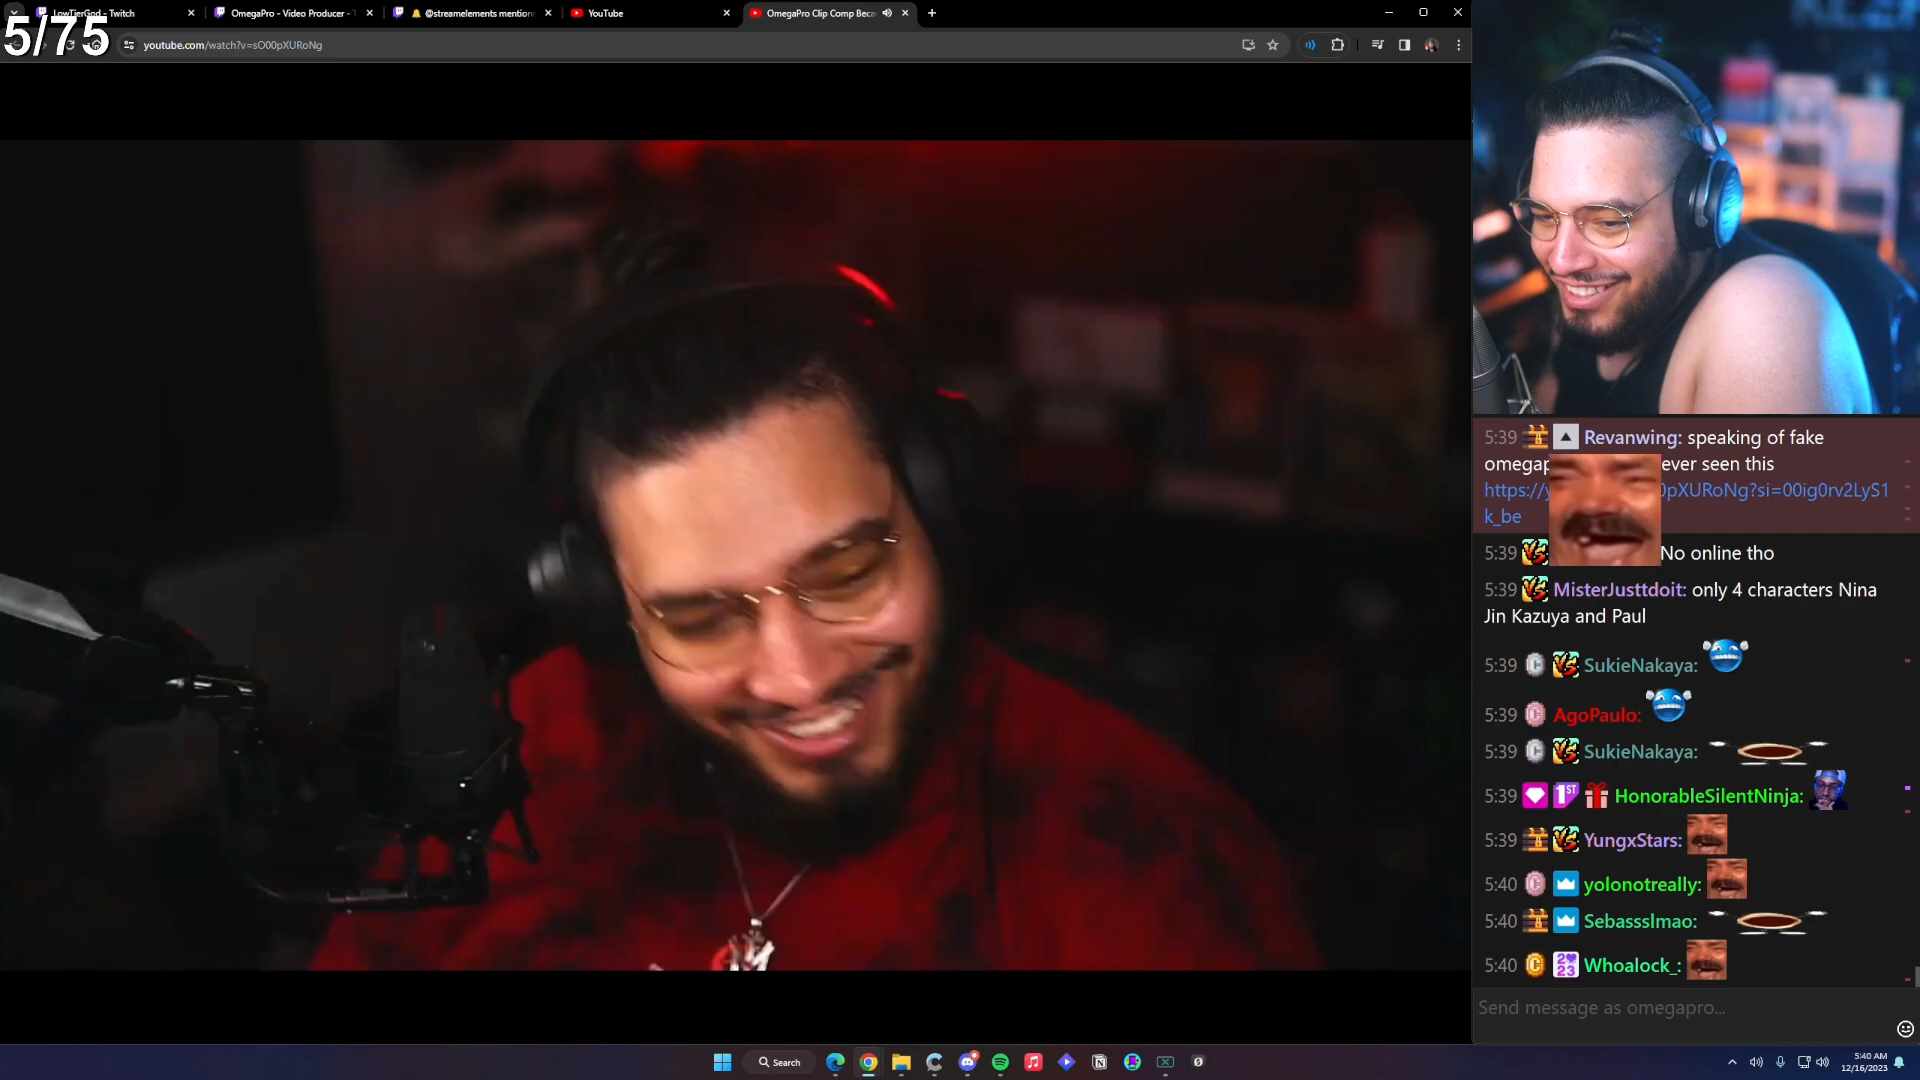 5/75
LowTierGod - Twitch
OmegaPro - Video Producer -
@streamelements mention
YouTube
OmegaPro Clip Comp Beca
youtube.com/watch?v=sO00pXURoNg
5:39 Revanwing: speaking of fake
omegap ever seen this
https://y 0pXURoNg?si=00ig0rv2LyS1
k_be
5:39 No online tho
5:39 MisterJusttdoit: only 4 characters Nina
Jin Kazuya and Paul
5:39 SukieNakaya:
5:39 AgoPaulo:
5:39 SukieNakaya:
5:39 1ST HonorableSilentNinja:
5:39 YungxStars:
5:40 yolonotreally:
5:40 Sebassslmao:
5:40 2023 Whoalock_:
Send message as omegapro...
Search
5:40 AM
12/16/2023